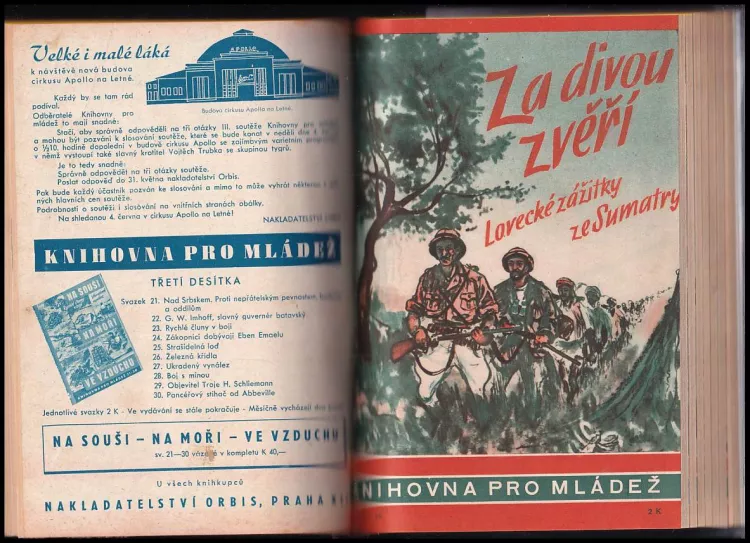 Velké i malé láká
k návštěvě nová budova
cirkusu Apollo na Letné.
APOLLO
Budova cirkusu Apollo na Letné.
Každý by se tam rád
podíval.
Odběratelé Knihovny pro
mládež to mají snadné:
Stačí, aby správně odpověděli na tři otázky III. soutěže Knihovny pro
a mohou být pozváni k slosování soutěže, které se bude konat v neděli dne 4.
o ½10. hodině dopolední v budově cirkusu Apollo se zajímavým varietním
v němž vystoupí také slavný krotitel Vojtěch Trubka se skupinou tygrů.
Je to tedy snadné:
Správně odpovědět na tři otázky soutěže.
Poslat odpověď do 31. května nakladatelství Orbis.
Pak bude každý účastník pozván ke slosování a mimo to může vyhrát některou
ných hlavních cen soutěže.
Podrobnosti o soutěži i slosování na vnitřních stranách obálky.
Na shledanou 4. června v cirkusu Apollo na Letné!
NAKLADATELSTVÍ
KNIHOVNA PRO MLÁDEŽ
TŘETÍ DESÍTKA
NA SOUŠI
NA MOŘI
VE VZDUCHU
Svazek 21. Nad Srbskem. Proti nepřátelským pevnostem,
a oddílům
22. G. W. Imhoff, slavný guvernér batavský
23. Rychlé čluny v boji
24. Zákopníci dobývají Eben Emaelu
25. Strašidelná loď
26. Železná křídla
27. Ukradený vynález
28. Boj s minou
29. Objevitel Troje H. Schliemann
30. Pancéřový stihač od Abbeville
Jednotlivé svazky 2 K - Ve vydávání se stále pokračuje - Měsíčně vycházejí dva
NA SOUŠI – NA MOŘI – VE VZDUCHU
sv. 21—30 vázané v kompletu K 40,—
U všech knihkupců
NAKLADATELSTVÍ ORBIS, PRAHA
Za divou
zvěří
Lovecké zážitky
ze Sumatry
KNIHOVNA PRO MLÁDEŽ
2 K